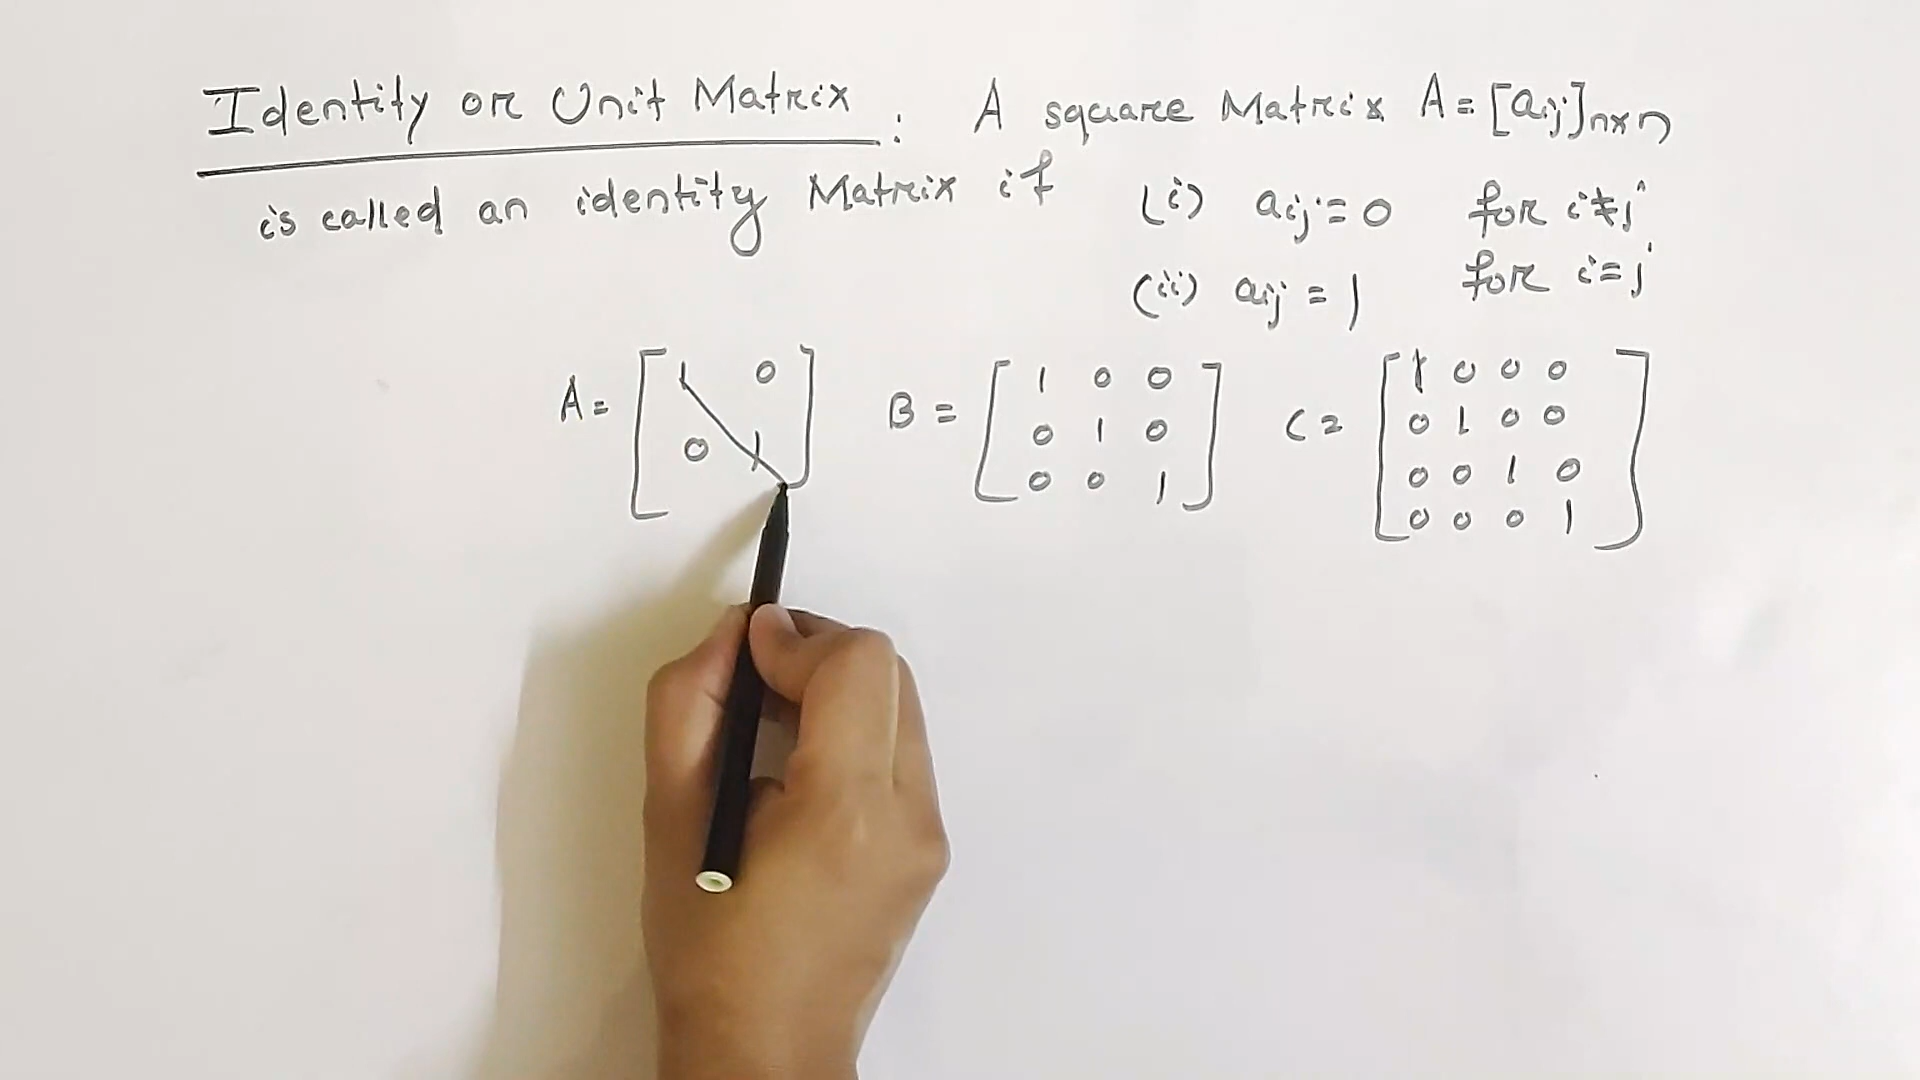 Identity or Unit Matrix : A square Matrix A = [aij]n×n
is called an identity Matrix if (i) aij = 0 for i≠j
(ii) aij = 1 for i=j
A = [ 1 0 B = [ 1 0 0 C = [ 1 0 0 0
0 1 ] 0 1 0 0 1 0 0
0 0 1 ] 0 0 1 0
0 0 0 1 ]